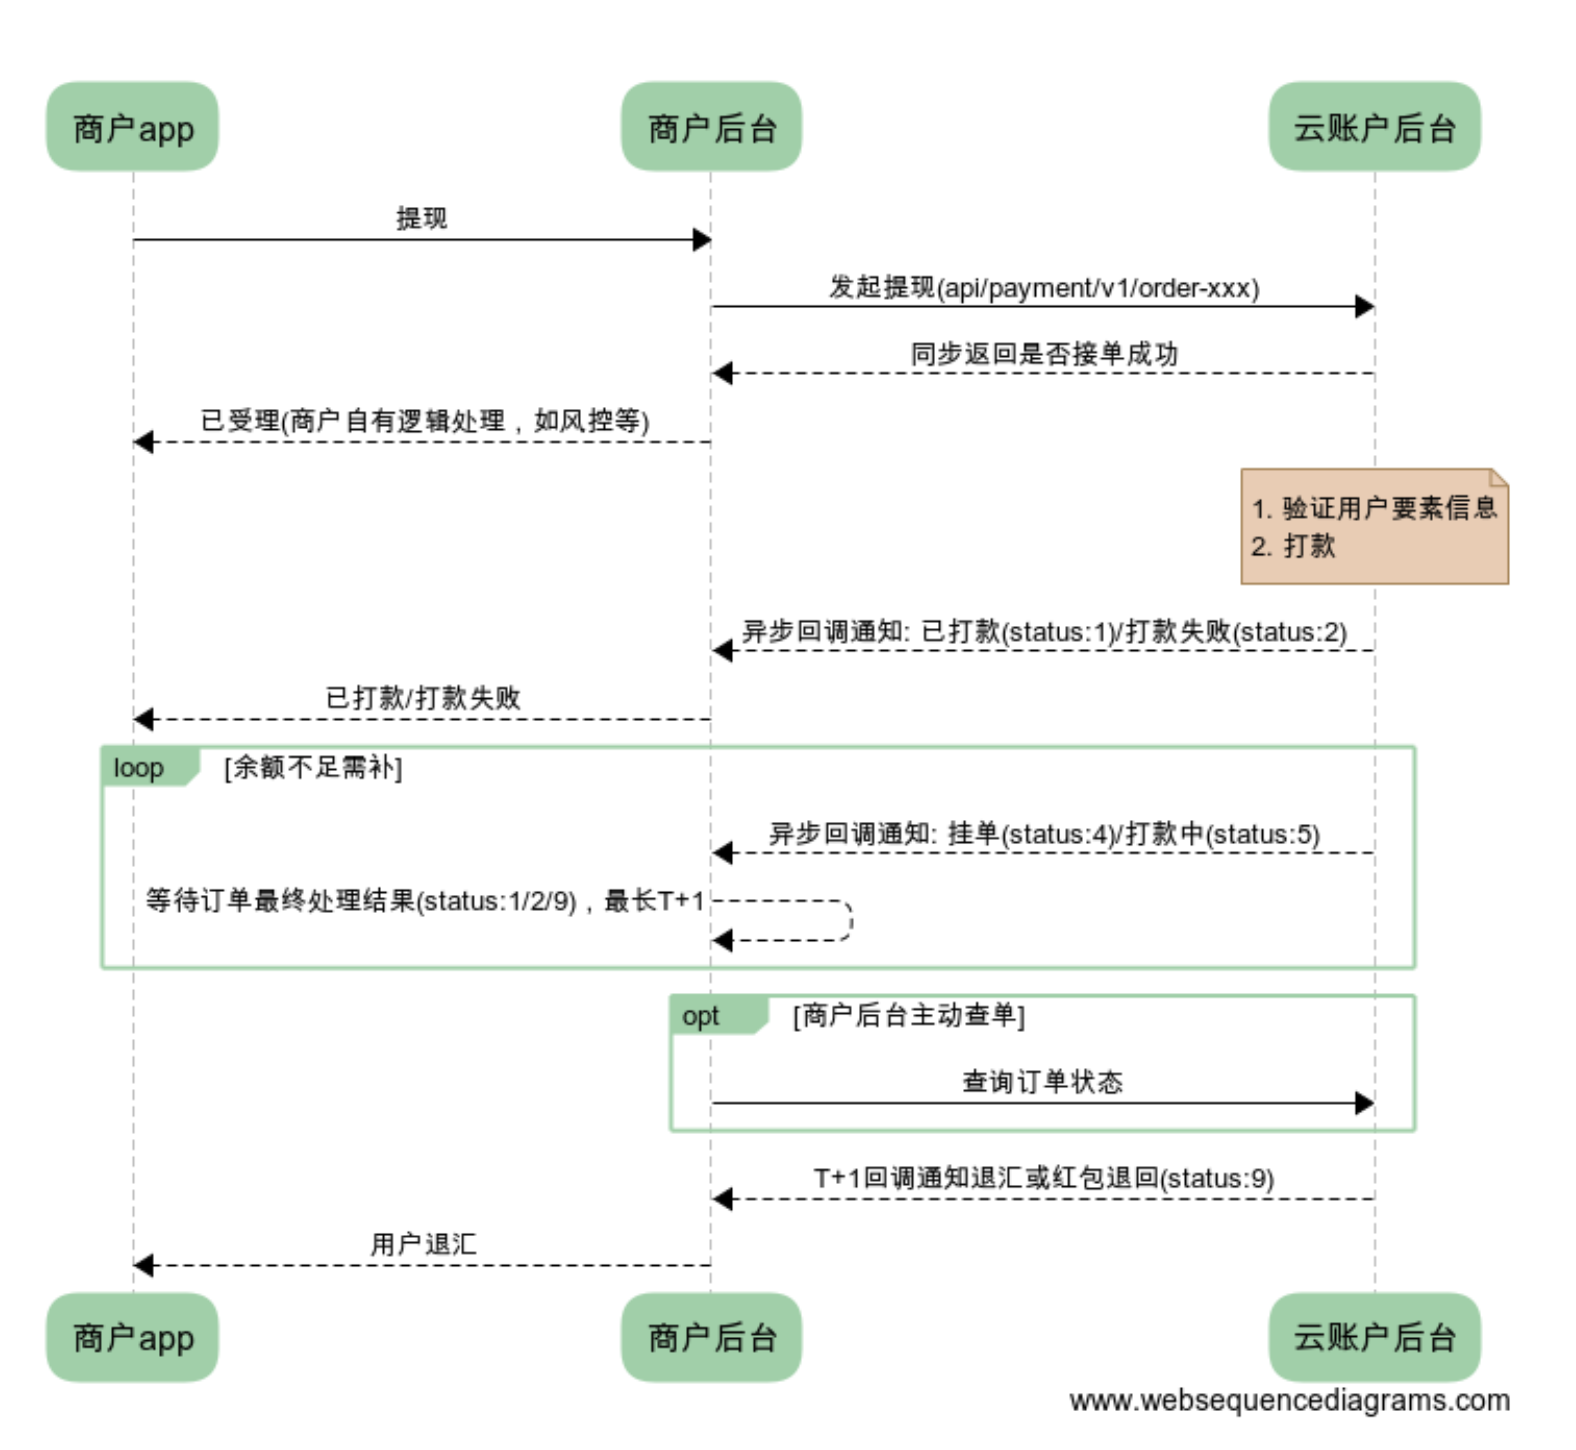 商户app 商户后台 云账户后台
提现
发起提现(api/payment/v1/order-xxx)
同步返回是否接单成功
已受理(商户自有逻辑处理，如风控等)
1. 验证用户要素信息
2. 打款
异步回调通知: 已打款(status:1)/打款失败(status:2)
已打款/打款失败
loop [余额不足需补]
异步回调通知: 挂单(status:4)/打款中(status:5)
等待订单最终处理结果(status:1/2/9)，最长T+1
opt [商户后台主动查单]
查询订单状态
T+1回调通知退汇或红包退回(status:9)
用户退汇
商户app 商户后台 云账户后台
www.websequencediagrams.com